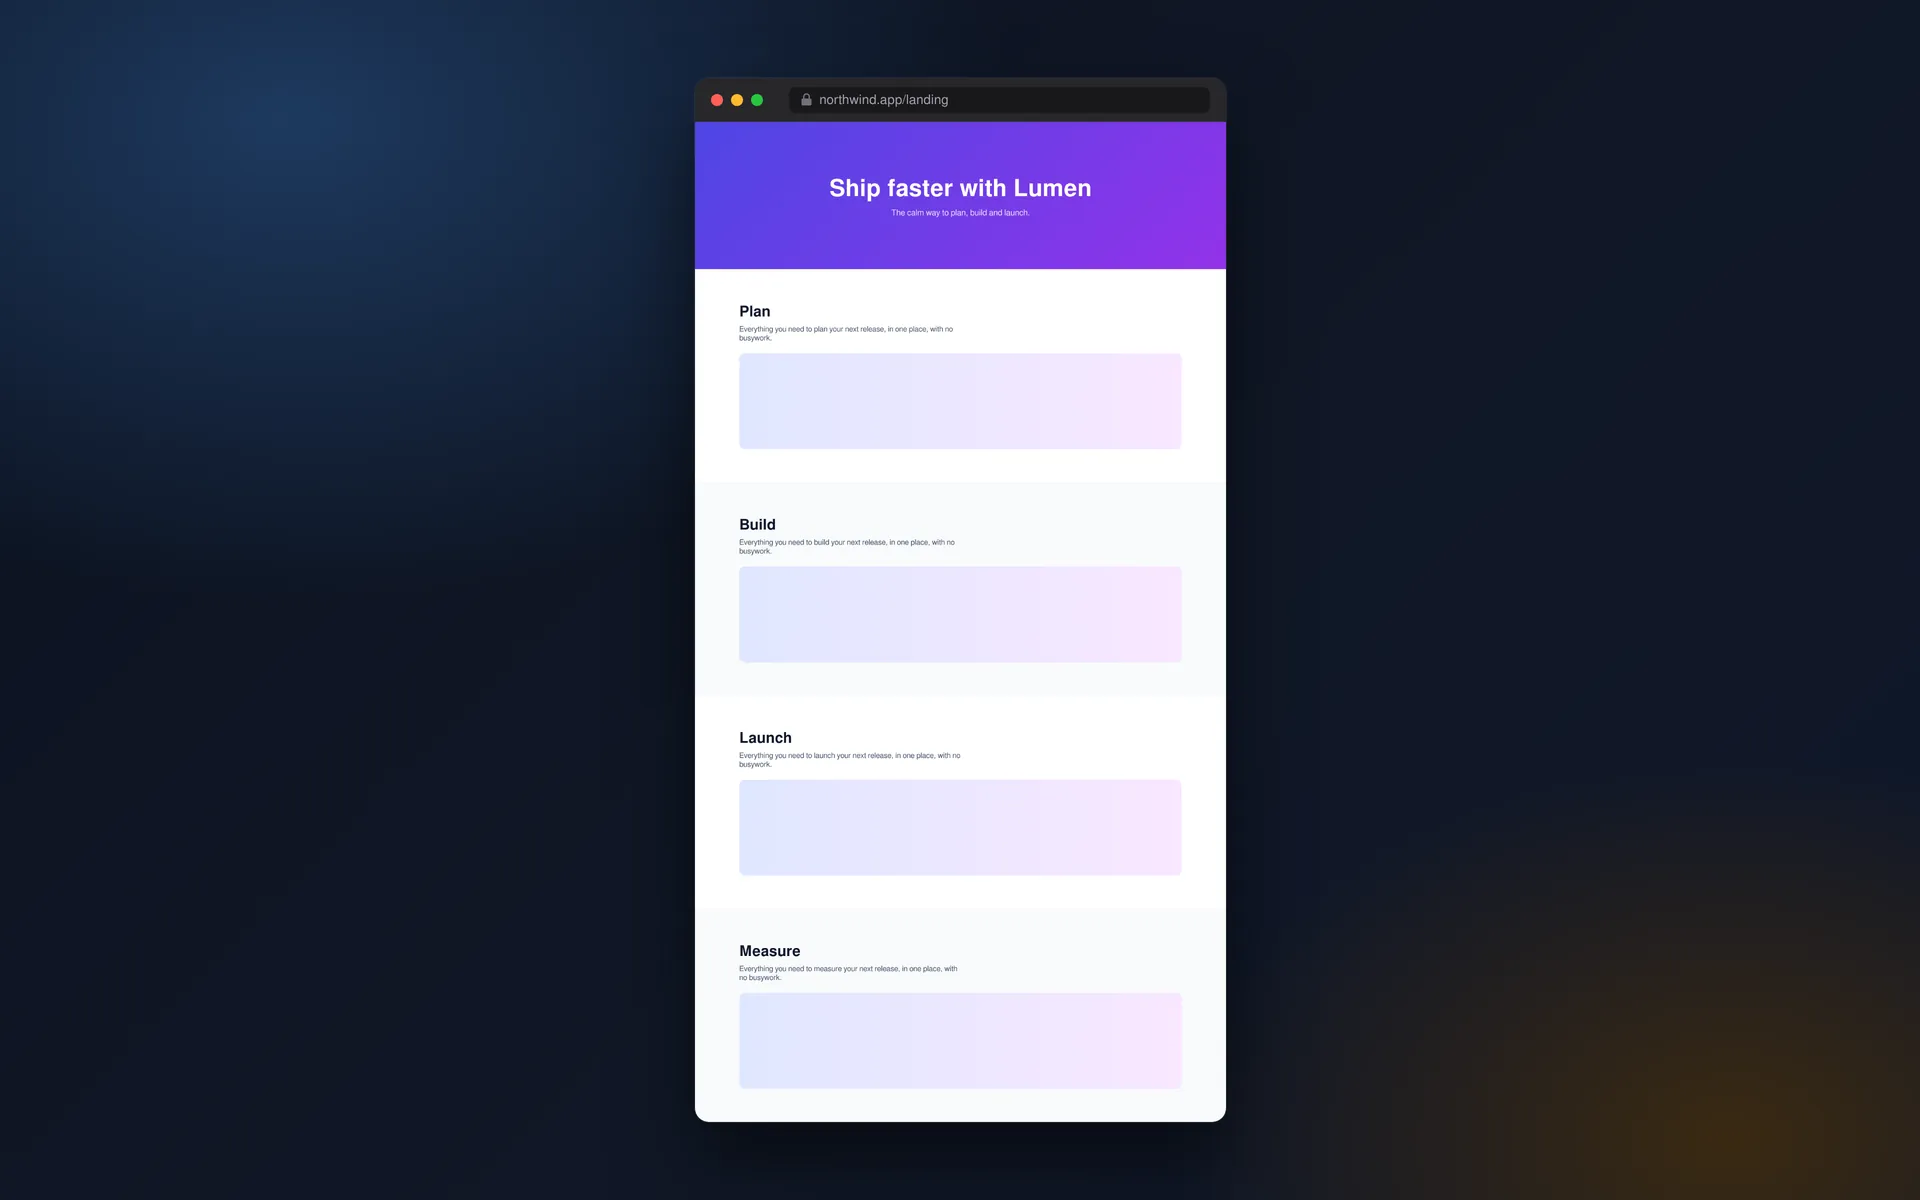 northwind.app/landing
Ship faster with Lumen
The calm way to plan, build and launch.
Plan
Everything you need to plan your next release, in one place, with no
busywork.
Build
Everything you need to build your next release, in one place, with no
busywork.
Launch
Everything you need to launch your next release, in one place, with no
busywork.
Measure
Everything you need to measure your next release, in one place, with
no busywork.